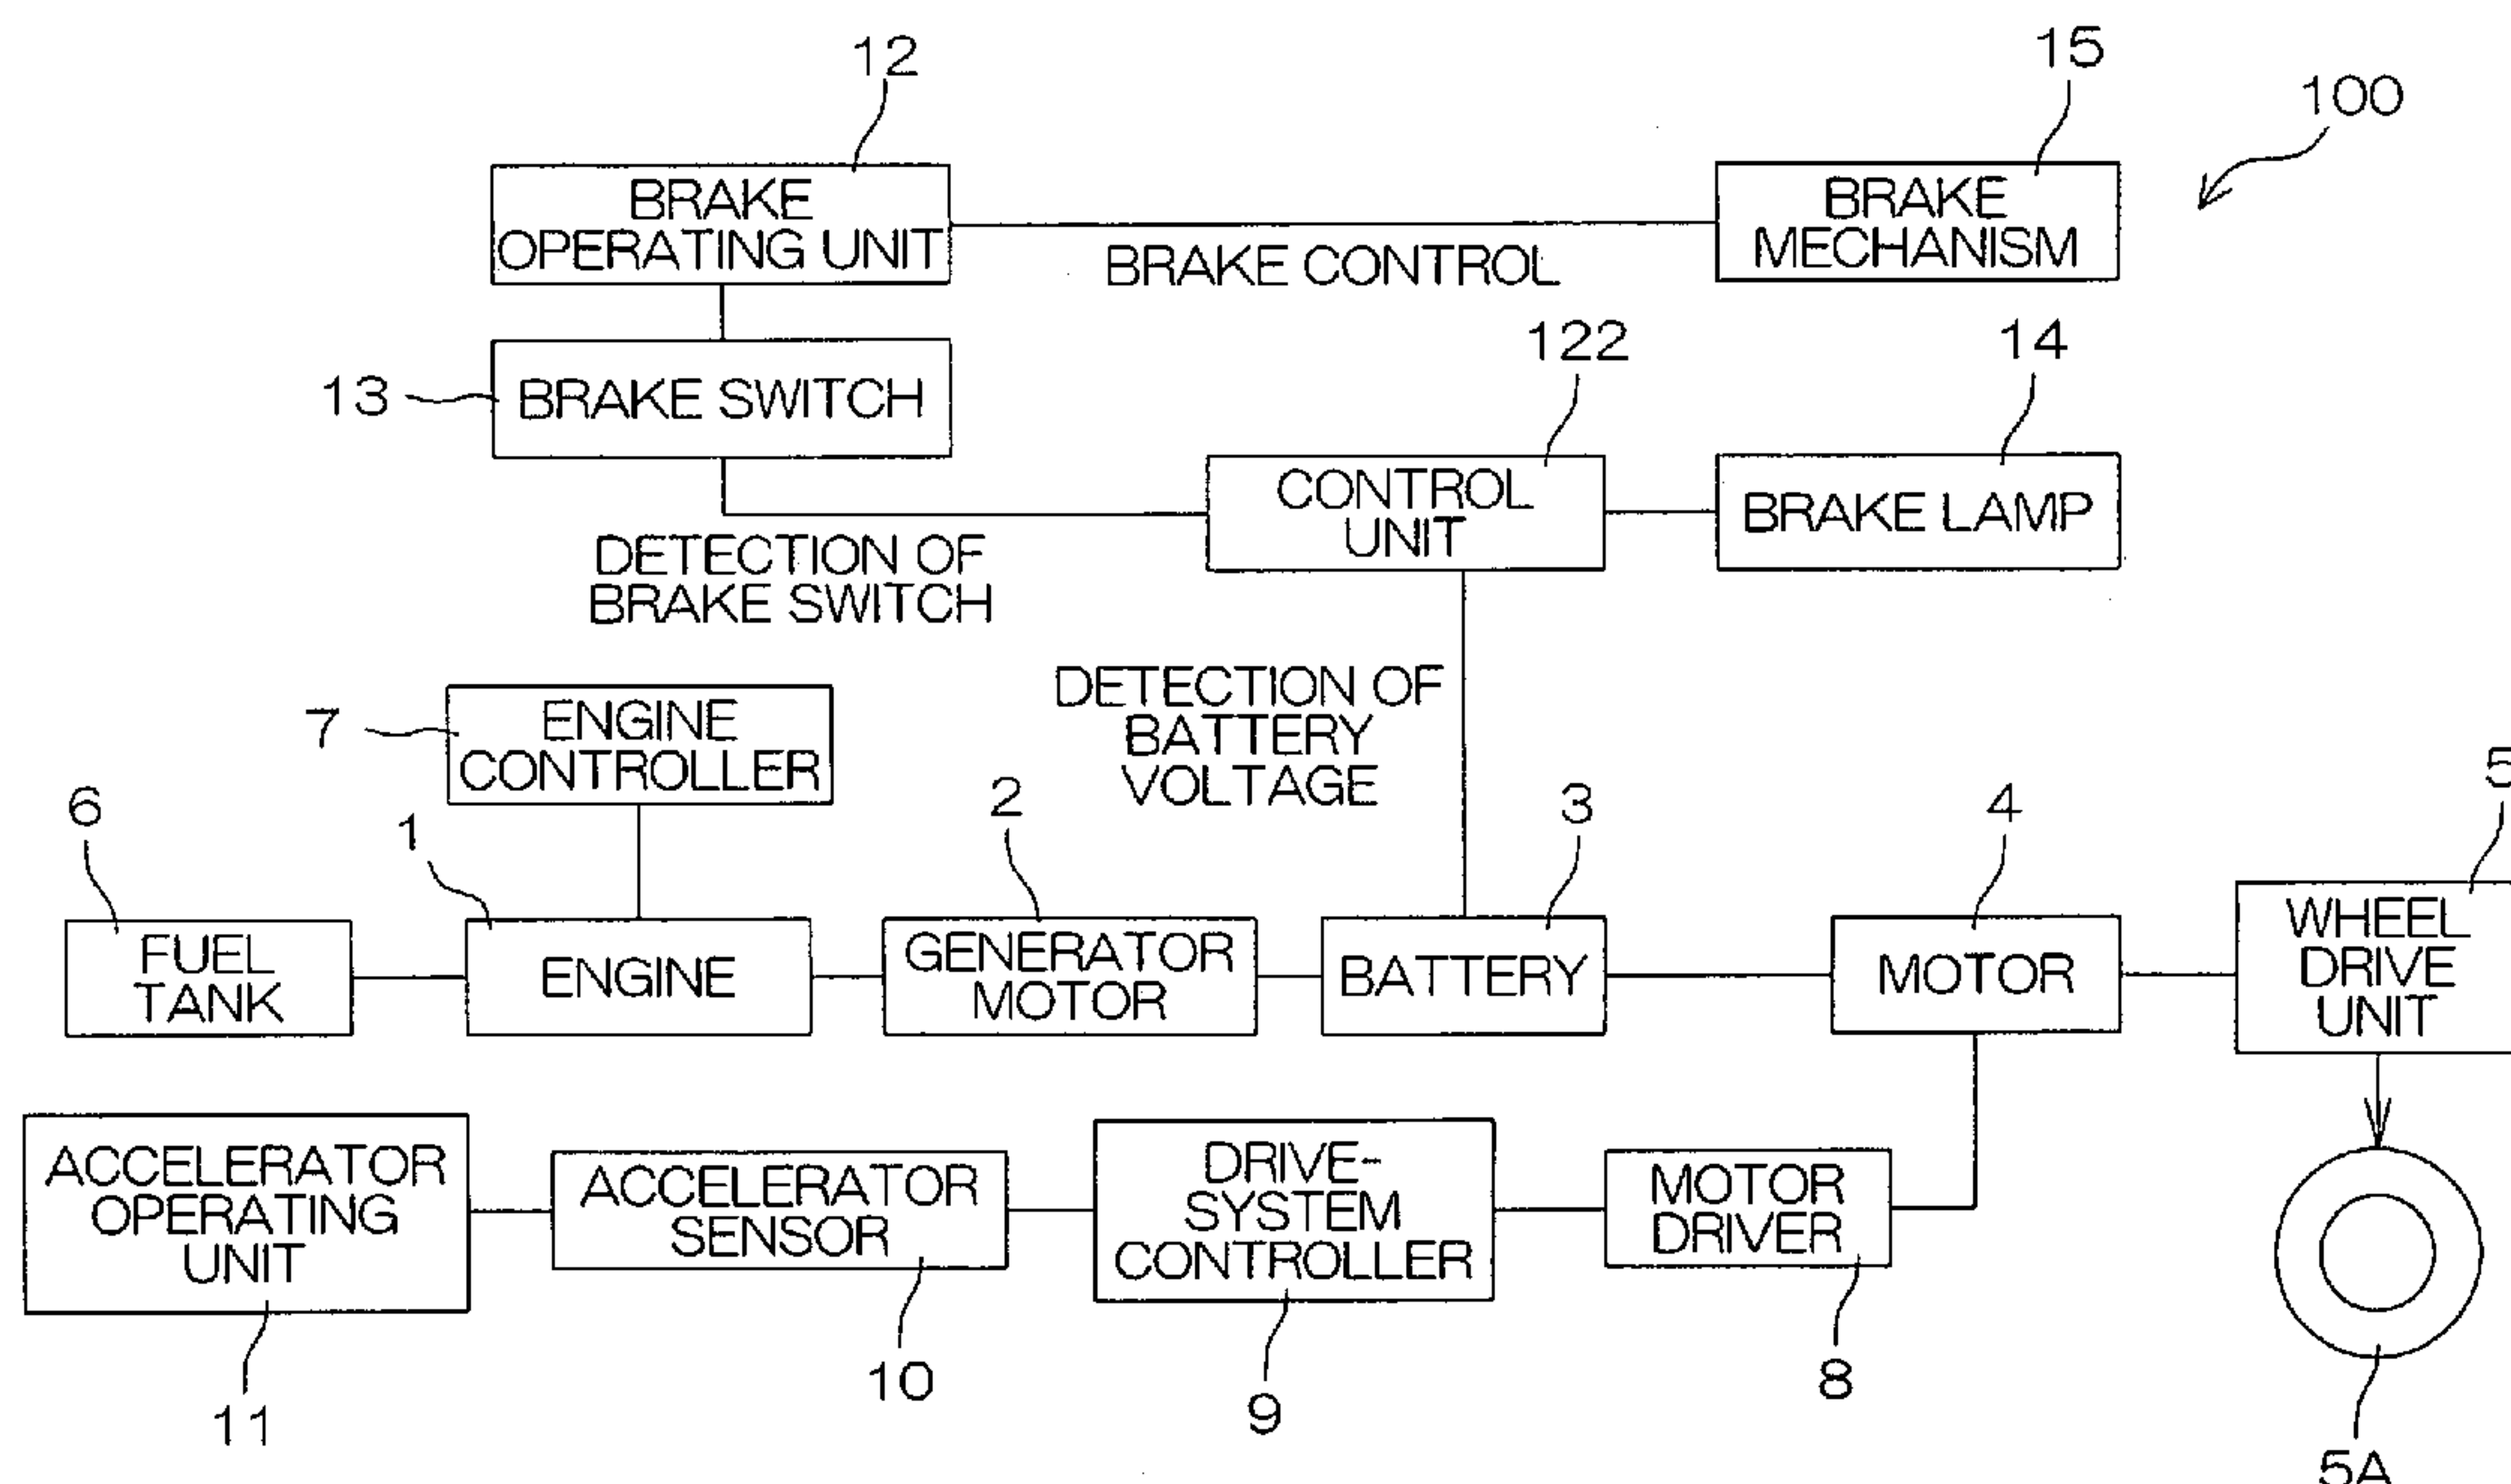 12
15
100
BRAKE
OPERATING UNIT
BRAKE
MECHANISM
BRAKE CONTROL
122
14
13
BRAKE SWITCH
CONTROL
UNIT
BRAKE LAMP
DETECTION OF
BRAKE SWITCH
7
ENGINE
CONTROLLER
DETECTION OF
BATTERY
VOLTAGE
6
1
2
3
4
5
FUEL
TANK
ENGINE
GENERATOR
MOTOR
BATTERY
MOTOR
WHEEL
DRIVE
UNIT
ACCELERATOR
OPERATING
UNIT
ACCELERATOR
SENSOR
DRIVE-
SYSTEM
CONTROLLER
MOTOR
DRIVER
11
10
9
8
5A